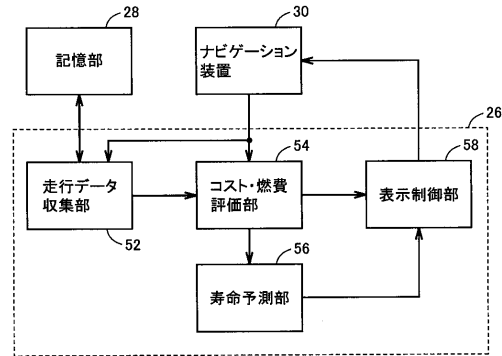 28
記憶部
30
ナビゲーション
装置
26
走行データ
収集部
52
54
コスト・燃費
評価部
58
表示制御部
56
寿命予測部